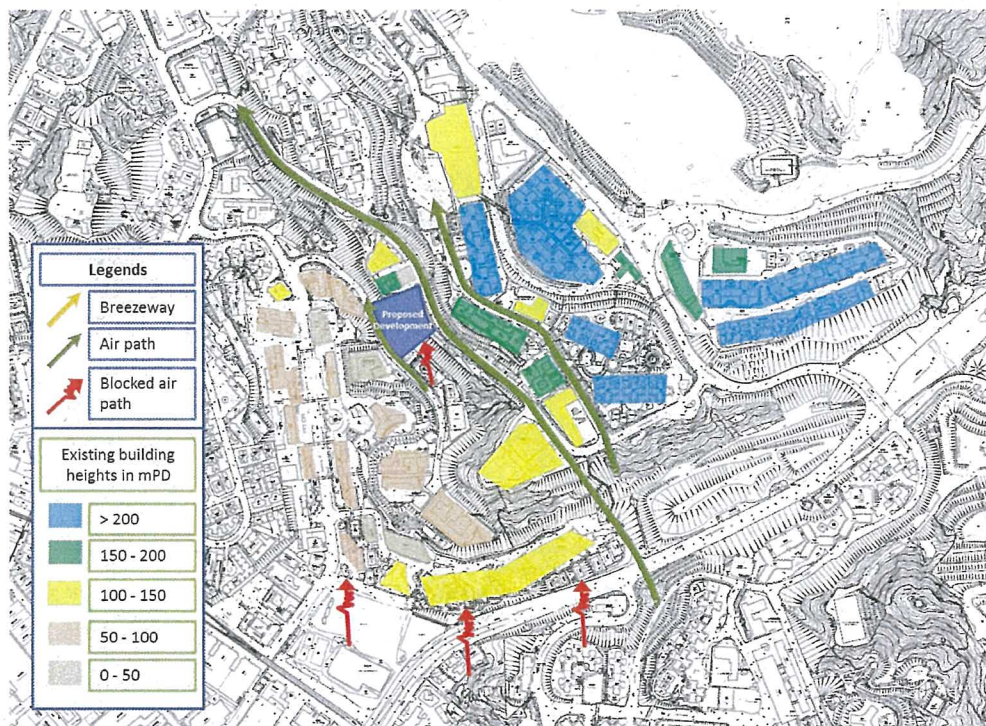 Legends
Breezeway
Air path
Blocked air
path
Existing building
heights in mPD
> 200
150 - 200
100 - 150
50 - 100
0 - 50
Proposed
Development